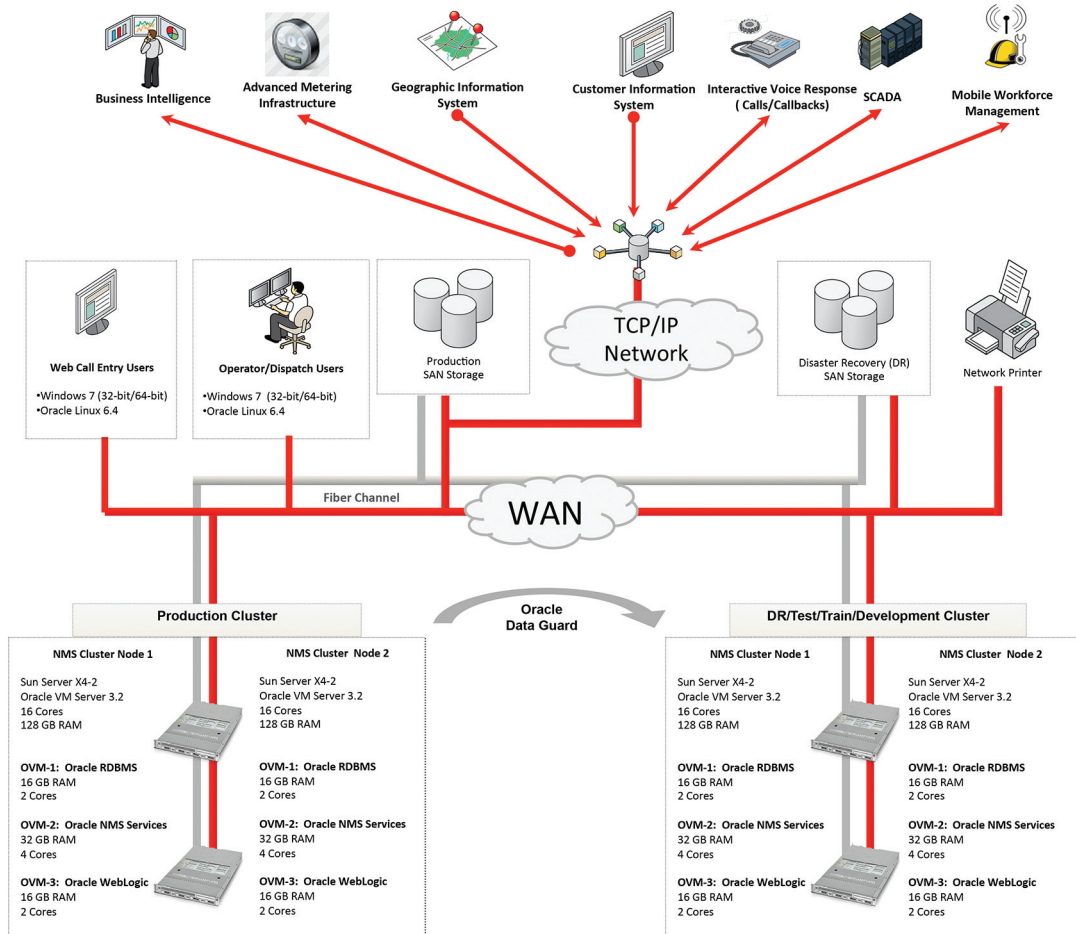 Business Intelligence
Advanced Metering
Infrastructure
Geographic Information
System
Customer Information
System
Interactive Voice Response
( Calls/Callbacks)
SCADA
Mobile Workforce
Management
Web Call Entry Users
•Windows 7 (32-bit/64-bit)
•Oracle Linux 6.4
Operator/Dispatch Users
•Windows 7 (32-bit/64-bit)
•Oracle Linux 6.4
Production
SAN Storage
TCP/IP
Network
Disaster Recovery (DR)
SAN Storage
Network Printer
Fiber Channel
WAN
Production Cluster
Oracle
Data Guard
DR/Test/Train/Development Cluster
NMS Cluster Node 1
Sun Server X4-2
Oracle VM Server 3.2
16 Cores
128 GB RAM
OVM-1: Oracle RDBMS
16 GB RAM
2 Cores
OVM-2: Oracle NMS Services
32 GB RAM
4 Cores
OVM-3: Oracle WebLogic
16 GB RAM
2 Cores
NMS Cluster Node 2
Sun Server X4-2
Oracle VM Server 3.2
16 Cores
128 GB RAM
OVM-1: Oracle RDBMS
16 GB RAM
2 Cores
OVM-2: Oracle NMS Services
32 GB RAM
4 Cores
OVM-3: Oracle WebLogic
16 GB RAM
2 Cores
NMS Cluster Node 1
Sun Server X4-2
Oracle VM Server 3.2
16 Cores
128 GB RAM
OVM-1: Oracle RDBMS
16 GB RAM
2 Cores
OVM-2: Oracle NMS Services
32 GB RAM
4 Cores
OVM-3: Oracle WebLogic
16 GB RAM
2 Cores
NMS Cluster Node 2
Sun Server X4-2
Oracle VM Server 3.2
16 Cores
128 GB RAM
OVM-1: Oracle RDBMS
16 GB RAM
2 Cores
OVM-2: Oracle NMS Services
32 GB RAM
4 Cores
OVM-3: Oracle WebLogic
16 GB RAM
2 Cores